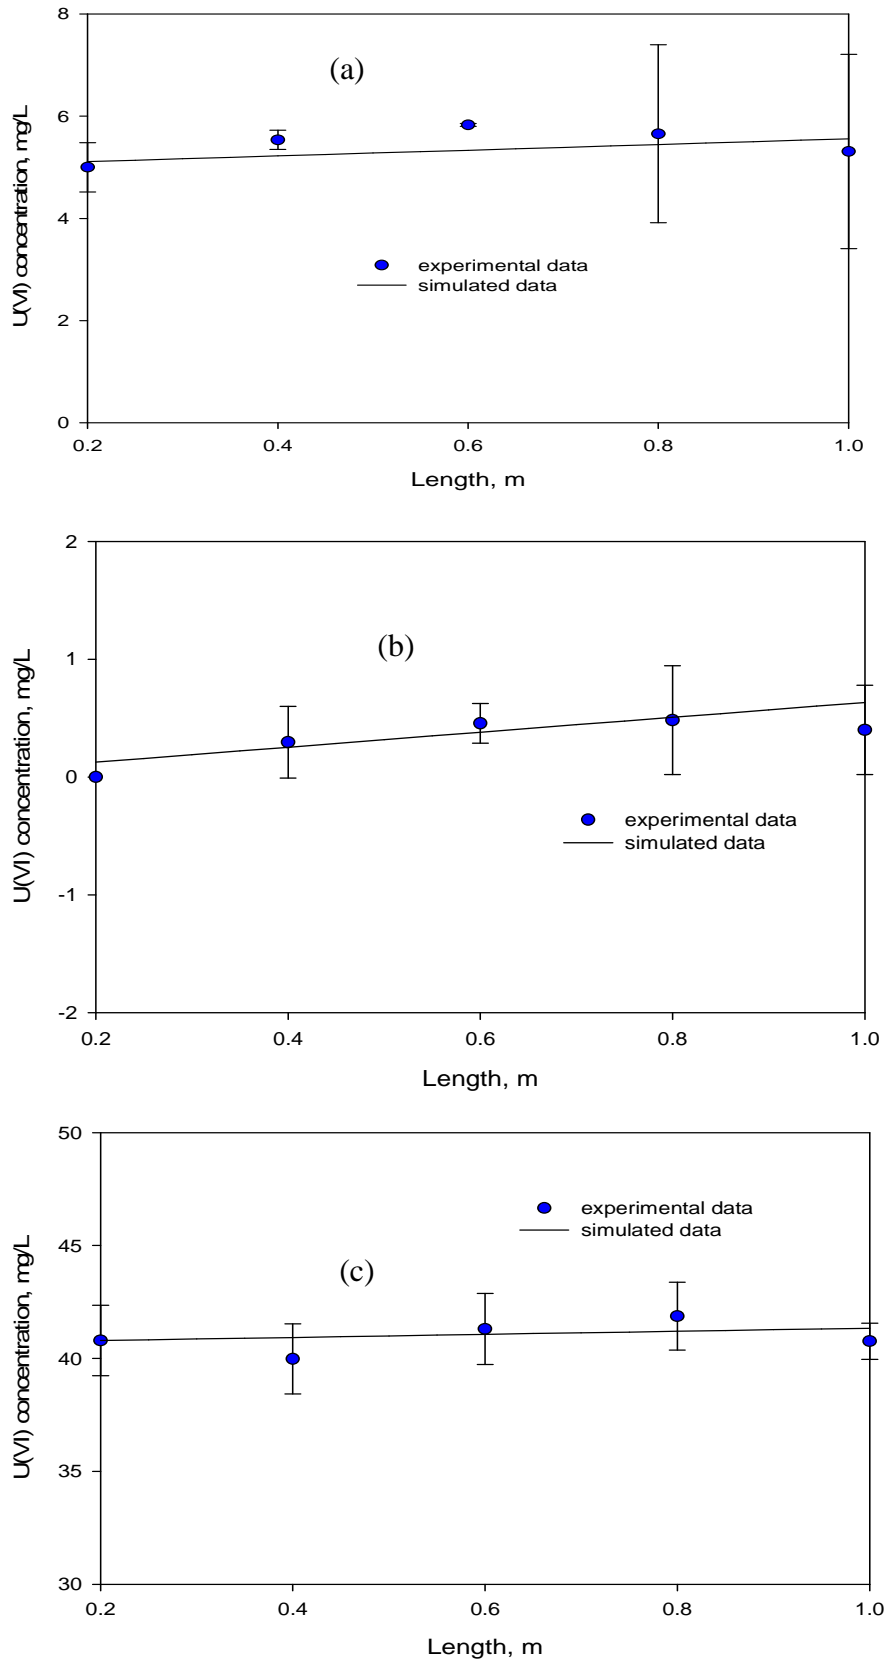 8
(a)
6
U(VI) concentration, mg/L
4
experimental data
simulated data
2
0
0.2 0.4 0.6 0.8 1.0
Length, m
2
(b)
1
U(VI) concentration, mg/L
0
experimental data
simulated data
-1
-2
0.2 0.4 0.6 0.8 1.0
Length, m
50
experimental data
simulated data
45
(c)
U(VI) concentration, mg/L
40
35
30
0.2 0.4 0.6 0.8 1.0
Length, m